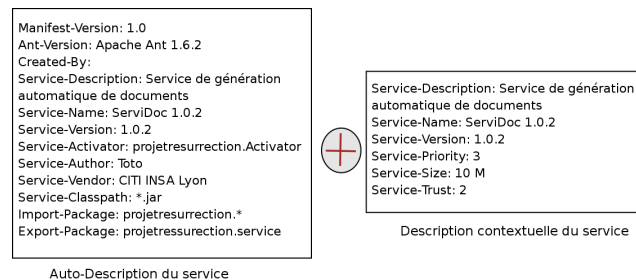 Manifest-Version: 1.0
Ant-Version: Apache Ant 1.6.2
Created-By:
Service-Description: Service de génération
automatique de documents
Service-Name: ServiDoc 1.0.2
Service-Version: 1.0.2
Service-Activator: projetresurrection.Activator
Service-Author: Toto
Service-Vendor: CITI INSA Lyon
Service-Classpath: *.jar
Import-Package: projetresurrection.*
Export-Package: projetressurection.service
Auto-Description du service
Service-Description: Service de génération
automatique de documents
Service-Name: ServiDoc 1.0.2
Service-Version: 1.0.2
Service-Priority: 3
Service-Size: 10 M
Service-Trust: 2
Description contextuelle du service